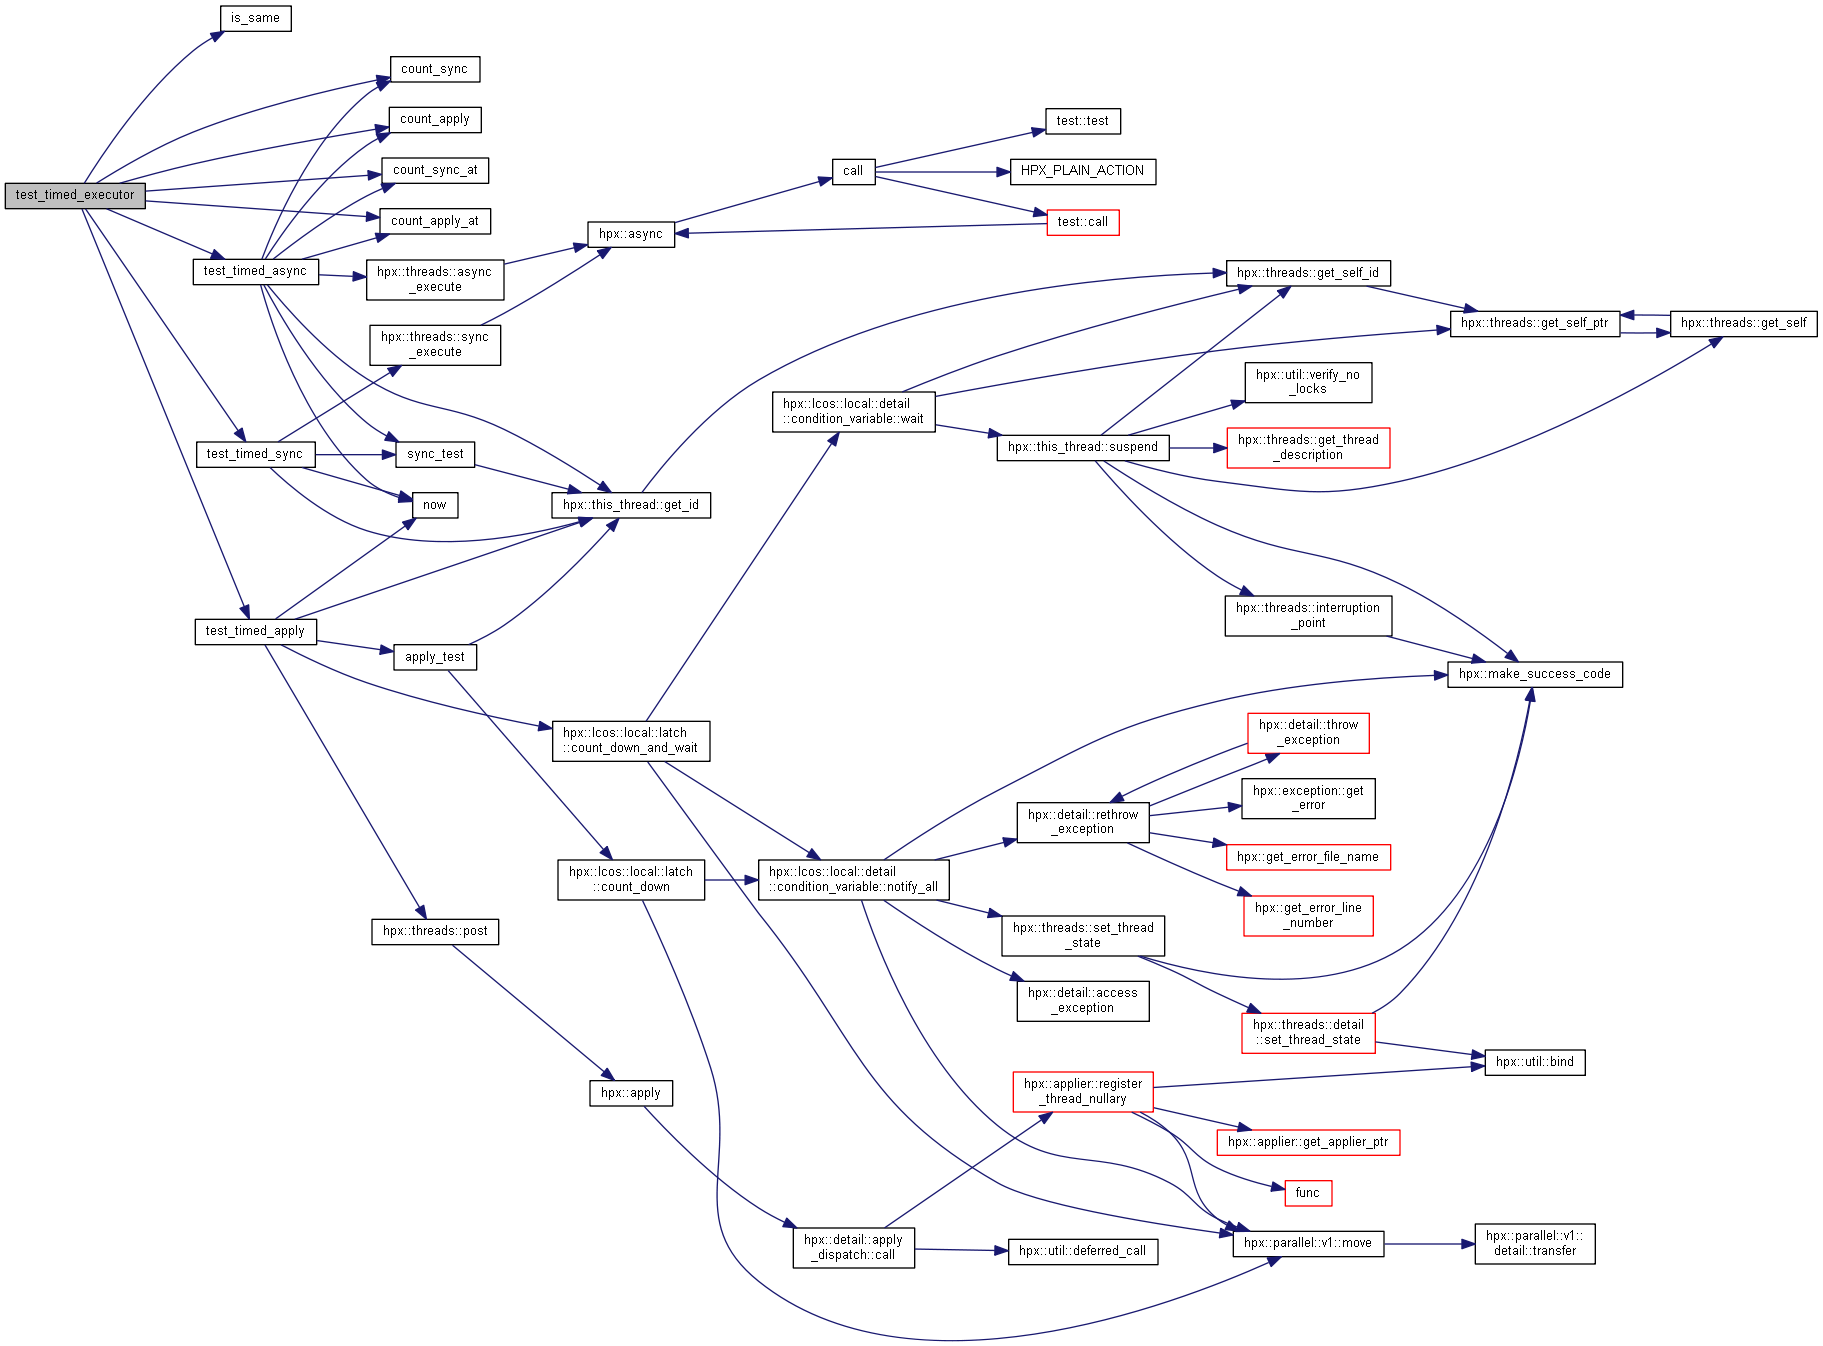 is_same
count_sync
count_apply
count_sync_at
count_apply_at
test_timed_executor
test_timed_async
hpx::threads::async
_execute
hpx::threads::sync
_execute
test_timed_sync
sync_test
now
test_timed_apply
apply_test
hpx::threads::post
hpx::async
hpx::this_thread::get_id
hpx::lcos::local::latch
::count_down_and_wait
hpx::lcos::local::latch
::count_down
hpx::apply
call
test::test
HPX_PLAIN_ACTION
test::call
hpx::lcos::local::detail
::condition_variable::wait
hpx::this_thread::suspend
hpx::threads::get_self_id
hpx::threads::get_self_ptr
hpx::threads::get_self
hpx::util::verify_no
_locks
hpx::threads::get_thread
_description
hpx::threads::interruption
_point
hpx::make_success_code
hpx::detail::throw
_exception
hpx::detail::rethrow
_exception
hpx::exception::get
_error
hpx::get_error_file_name
hpx::get_error_line
_number
hpx::lcos::local::detail
::condition_variable::notify_all
hpx::threads::set_thread
_state
hpx::detail::access
_exception
hpx::threads::detail
::set_thread_state
hpx::util::bind
hpx::applier::register
_thread_nullary
hpx::applier::get_applier_ptr
func
hpx::detail::apply
_dispatch::call
hpx::util::deferred_call
hpx::parallel::v1::move
hpx::parallel::v1::
detail::transfer